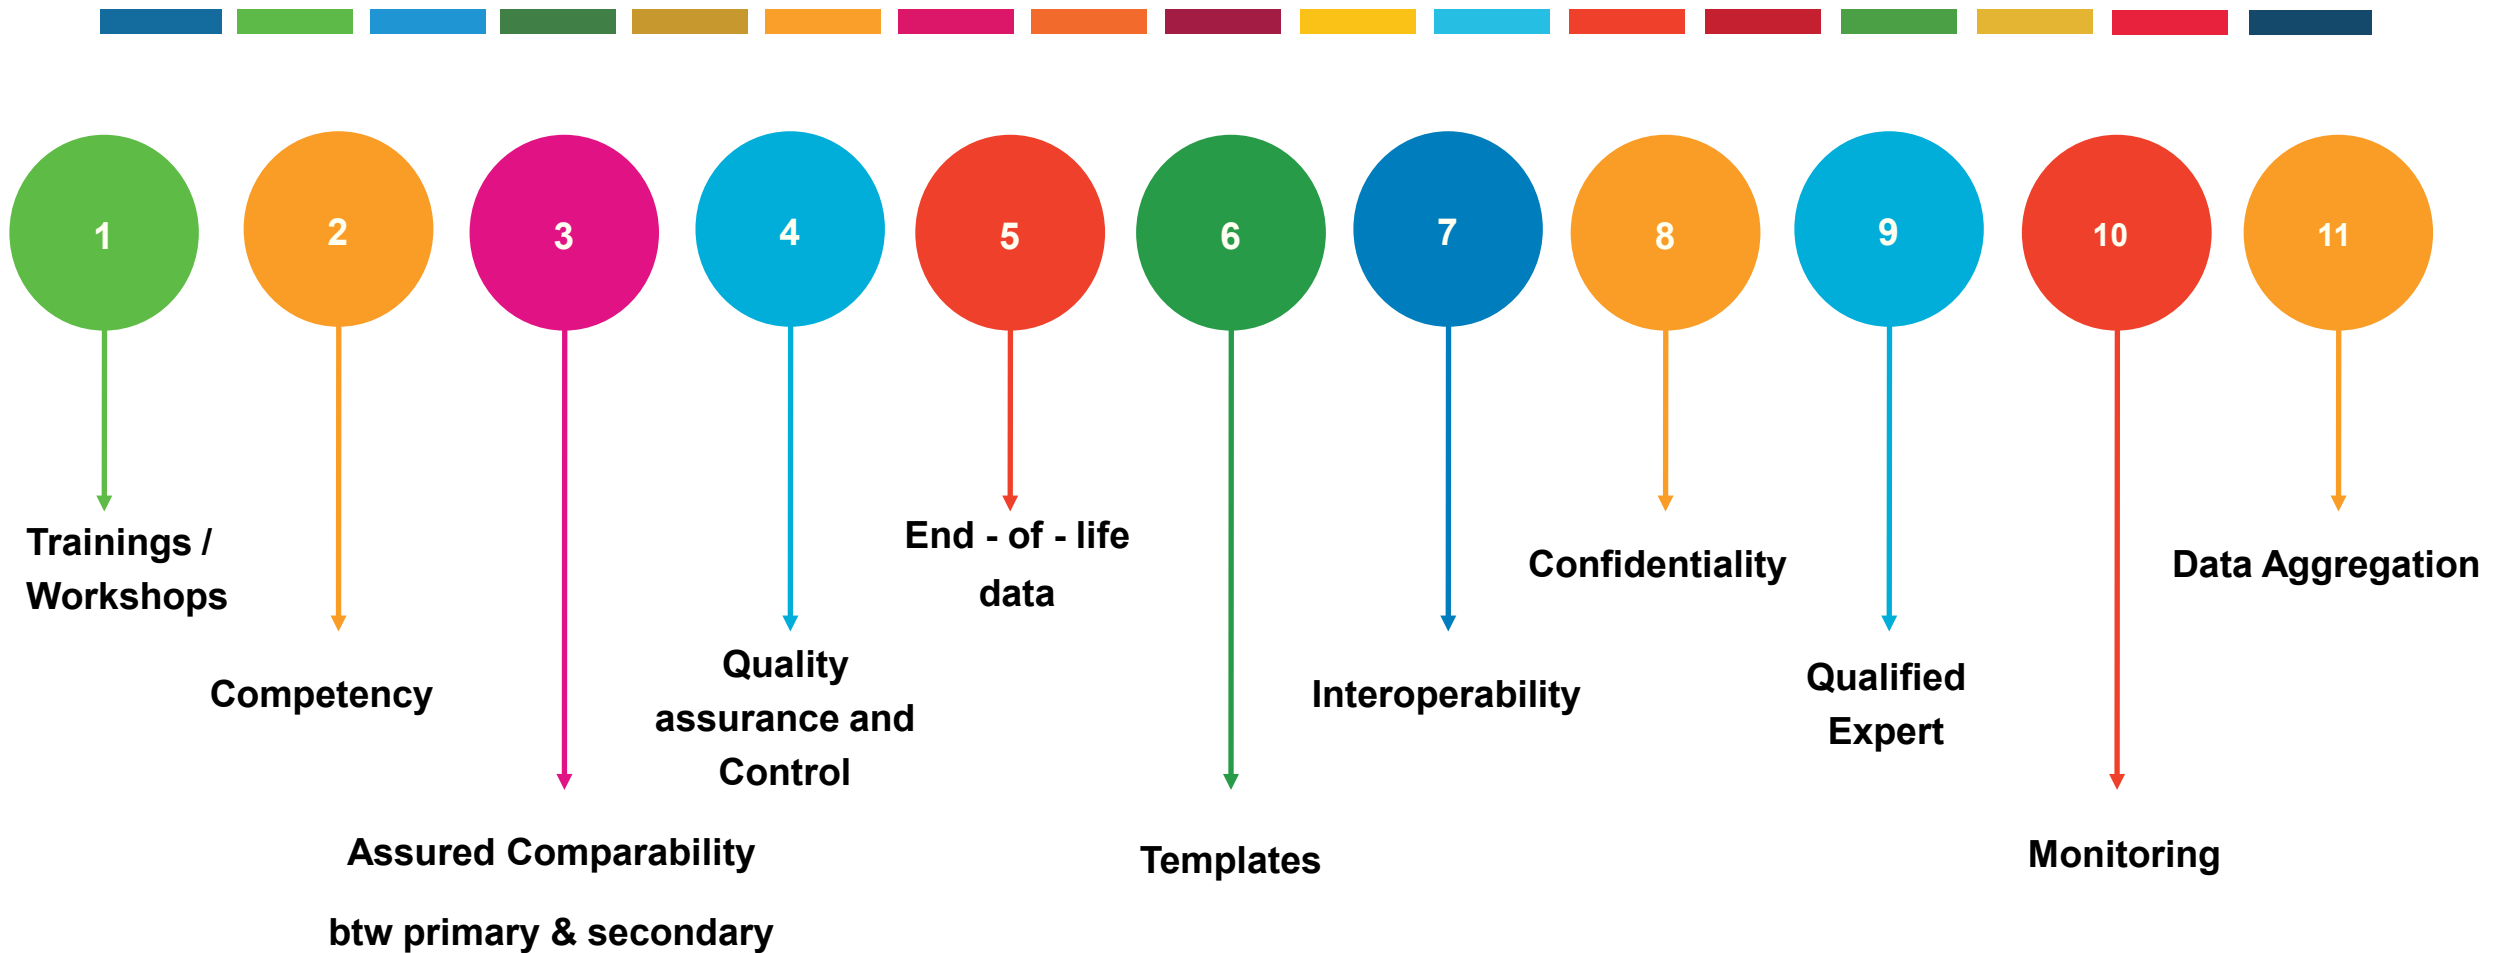 1
2
3
4
5
6
7
8
9
10
11
Trainings /
Workshops
Competency
Assured Comparability
btw primary & secondary
Quality
assurance and
Control
End - of - life
data
Templates
Interoperability
Confidentiality
Qualified
Expert
Monitoring
Data Aggregation